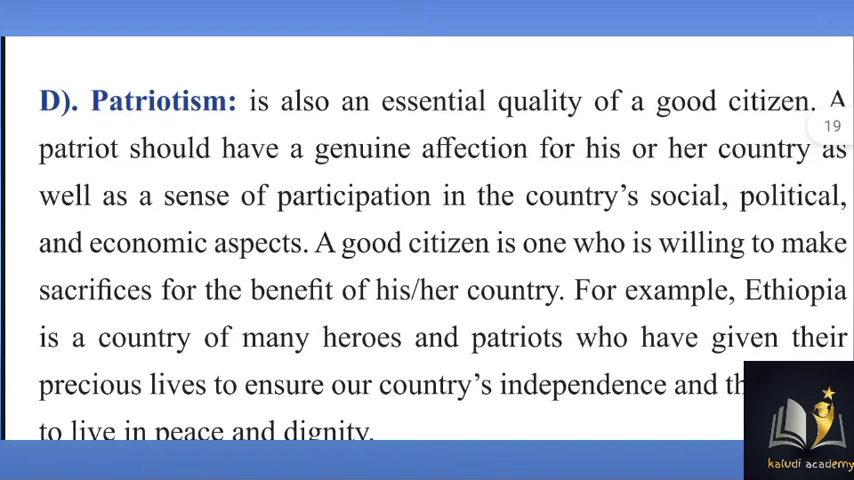 D). Patriotism: is also an essential quality of a good citizen. A
19
patriot should have a genuine affection for his or her country as
well as a sense of participation in the country's social, political,
and economic aspects. A good citizen is one who is willing to make
sacrifices for the benefit of his/her country. For example, Ethiopia
is a country of many heroes and patriots who have given their
precious lives to ensure our country's independence and
to live in peace and dignity.
kaludi academy